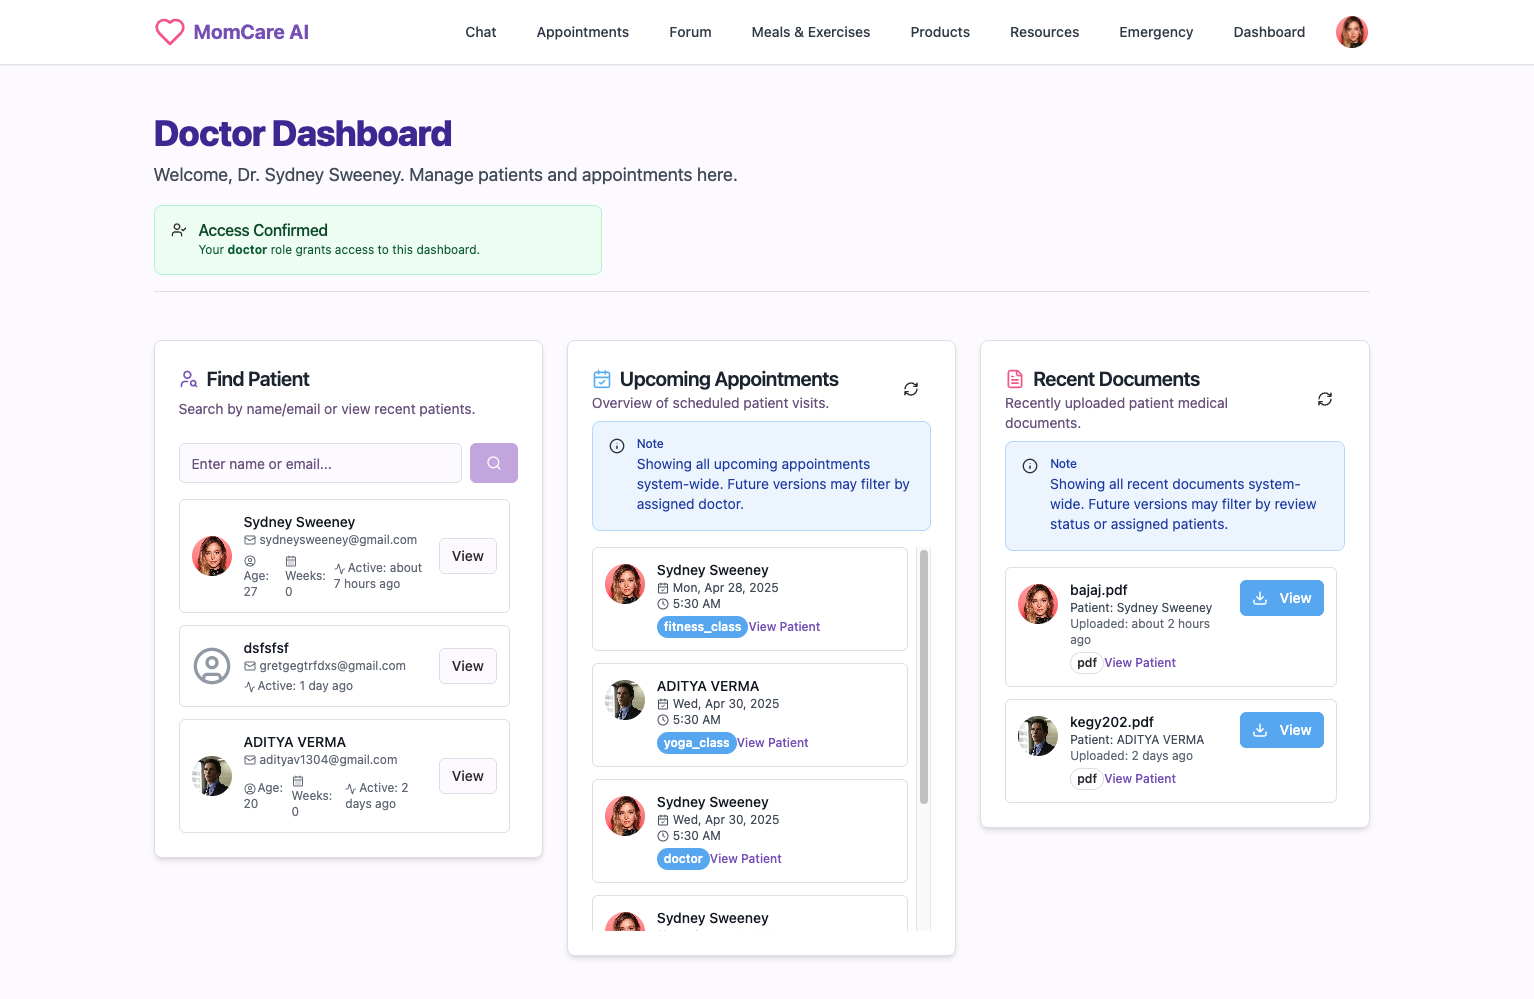 MomCare AI
Chat
Appointments
Forum
Meals & Exercises
Products
Resources
Emergency
Dashboard
Doctor Dashboard
Welcome, Dr. Sydney Sweeney. Manage patients and appointments here.
Access Confirmed
Your doctor role grants access to this dashboard.
Find Patient
Search by name/email or view recent patients.
Enter name or email...
Sydney Sweeney
sydneysweeney@gmail.com
Age:
27
Weeks:
0
Active: about
7 hours ago
View
dsfsfsf
gretgegtrfdxs@gmail.com
Active: 1 day ago
View
ADITYA VERMA
adityav1304@gmail.com
Age:
20
Weeks:
0
Active: 2
days ago
View
Upcoming Appointments
Overview of scheduled patient visits.
Note
Showing all upcoming appointments
system-wide. Future versions may filter by
assigned doctor.
Sydney Sweeney
Mon, Apr 28, 2025
5:30 AM
fitness_class View Patient
ADITYA VERMA
Wed, Apr 30, 2025
5:30 AM
yoga_class View Patient
Sydney Sweeney
Wed, Apr 30, 2025
5:30 AM
doctor View Patient
Sydney Sweeney
Recent Documents
Recently uploaded patient medical
documents.
Note
Showing all recent documents system-
wide. Future versions may filter by review
status or assigned patients.
bajaj.pdf
Patient: Sydney Sweeney
Uploaded: about 2 hours
ago
pdf View Patient
View
kegy202.pdf
Patient: ADITYA VERMA
Uploaded: 2 days ago
pdf View Patient
View